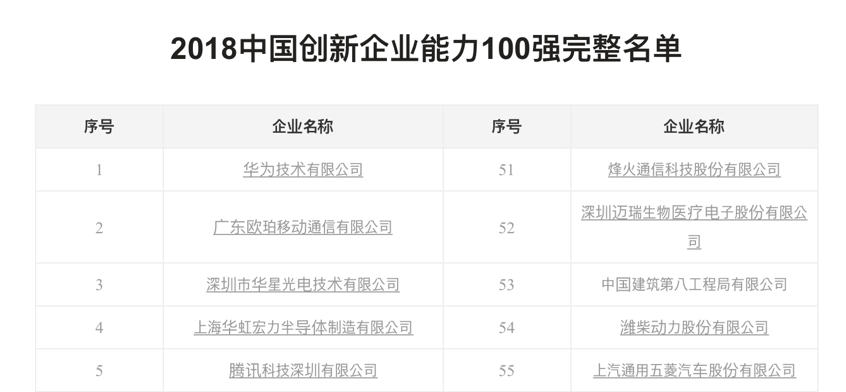 2018中国创新企业能力100强完整名单
序号 企业名称 序号 企业名称
1 华为技术有限公司 51 烽火通信科技股份有限公司
2 广东欧珀移动通信有限公司 52 深圳迈瑞生物医疗电子股份有限公
司
3 深圳市华星光电技术有限公司 53 中国建筑第八工程局有限公司
4 上海华虹宏力半导体制造有限公司 54 潍柴动力股份有限公司
5 腾讯科技深圳有限公司 55 上汽通用五菱汽车股份有限公司